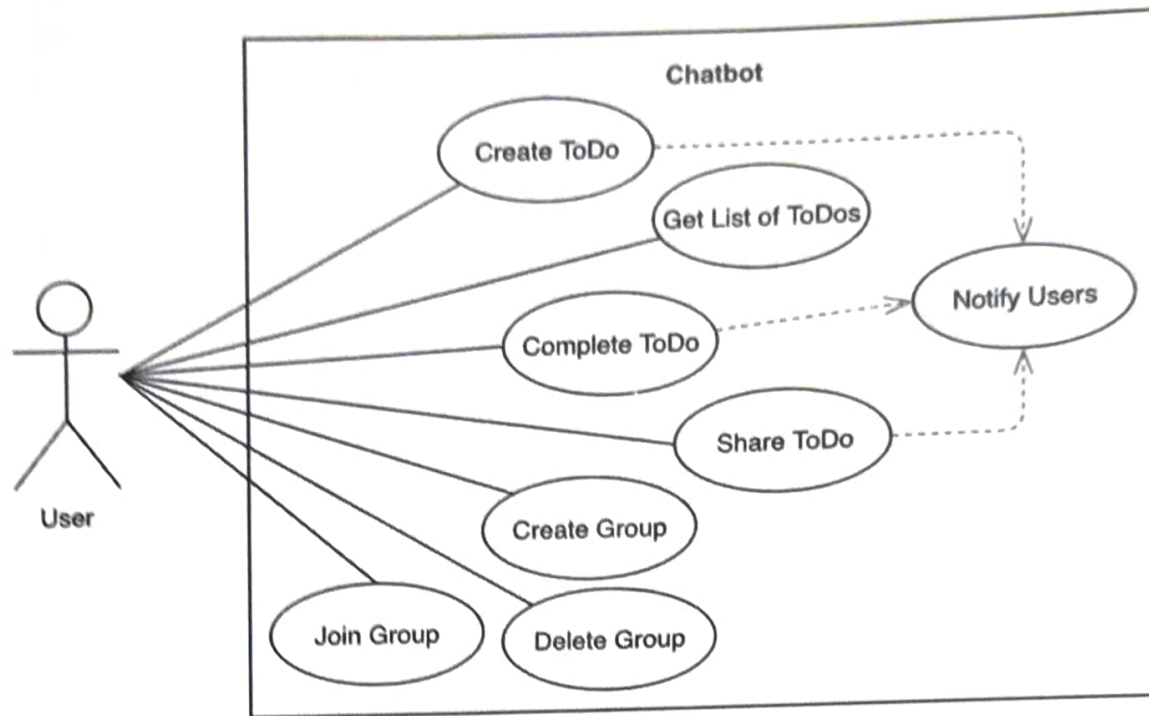 Chatbot
Create ToDo
Get List of ToDos
Notify Users
Complete ToDo
Share ToDo
User
Create Group
Join Group
Delete Group